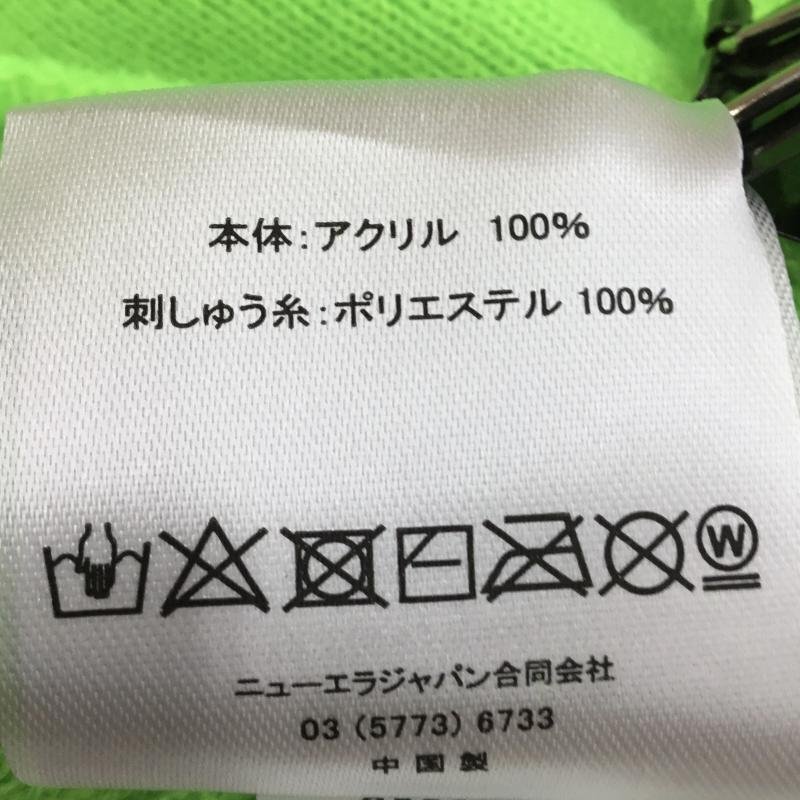 本体:アクリル 100%
刺しゅう糸:ポリエステル 100%
W
ニューエラジャパン合同会社
03 (5773) 6733
中国製